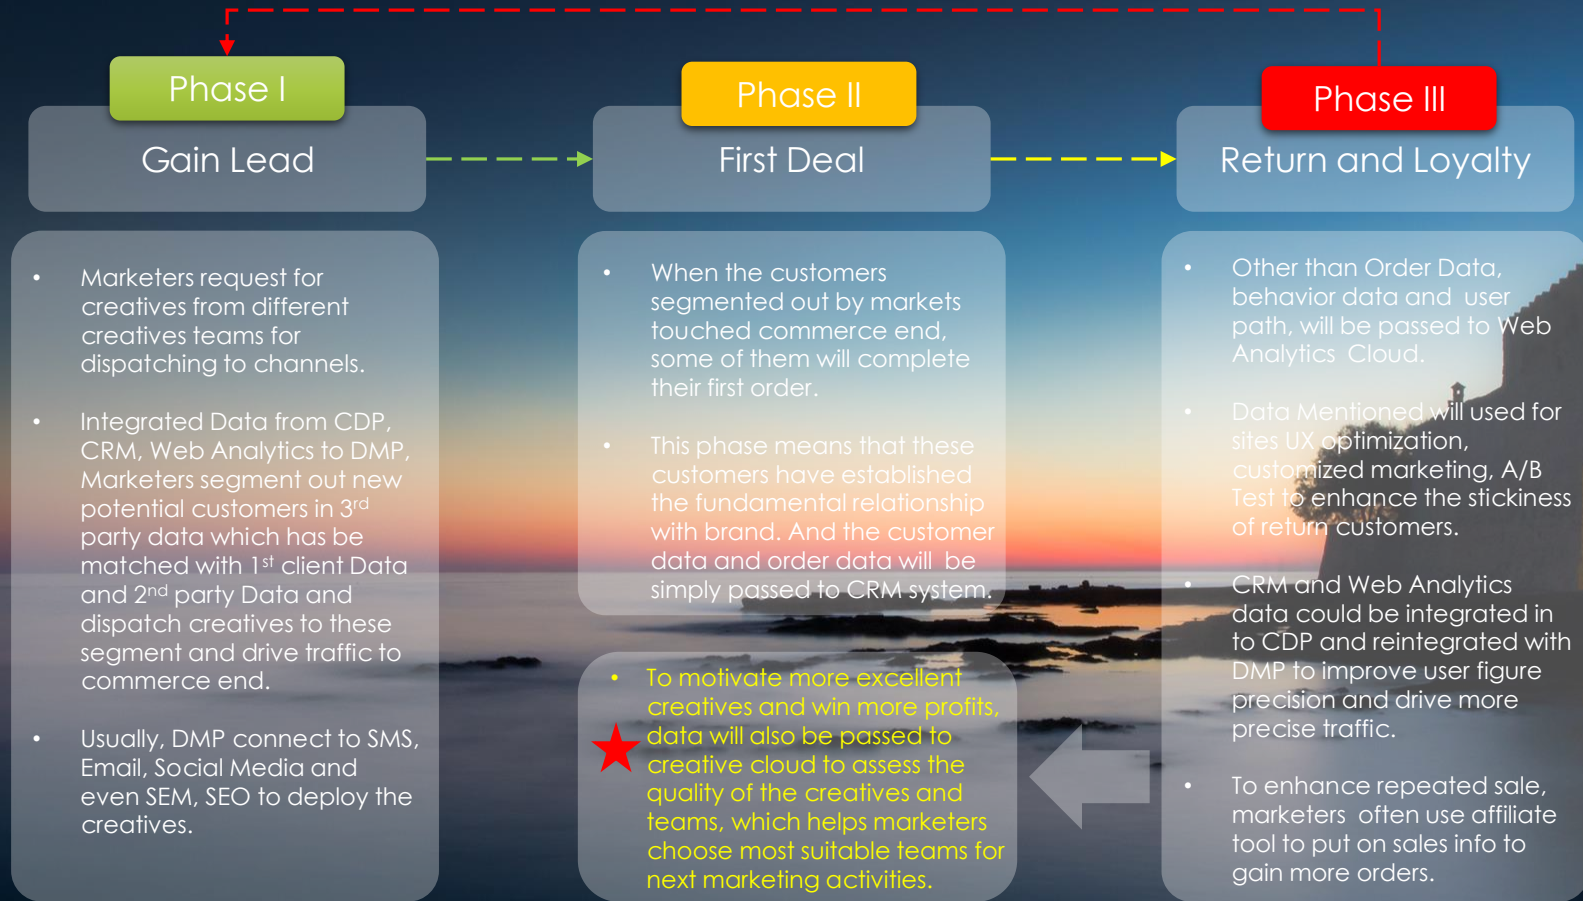 Phase I
Gain Lead
• Marketers request for
creatives from different
creatives teams for
dispatching to channels.
• Integrated Data from CDP,
CRM, Web Analytics to DMP,
Marketers segment out new
potential customers in 3rd
party data which has be
matched with 1st client Data
and 2nd party Data and
dispatch creatives to these
segment and drive traffic to
commerce end.
• Usually, DMP connect to SMS,
Email, Social Media and
even SEM, SEO to deploy the
creatives.
Phase II
First Deal
• When the customers
segmented out by markets
touched commerce end,
some of them will complete
their first order.
• This phase means that these
customers have established
the fundamental relationship
with brand. And the customer
data and order data will be
simply passed to CRM system.
• To motivate more excellent
creatives and win more profits,
data will also be passed to
creative cloud to assess the
quality of the creatives and
teams, which helps marketers
choose most suitable teams for
next marketing activities.
Phase III
Return and Loyalty
• Other than Order Data,
behavior data and user
path, will be passed to Web
Analytics Cloud.
• Data Mentioned will used for
sites UX optimization,
customized marketing, A/B
Test to enhance the stickiness
of return customers.
• CRM and Web Analytics
data could be integrated in
to CDP and reintegrated with
DMP to improve user figure
precision and drive more
precise traffic.
• To enhance repeated sale,
marketers often use affiliate
tool to put on sales info to
gain more orders.